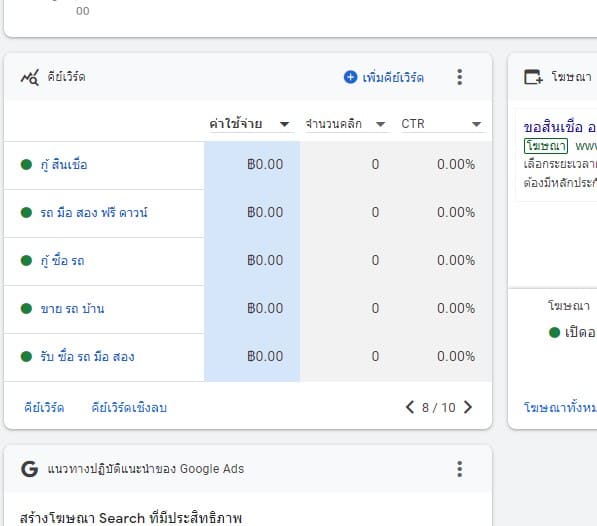 00
คีย์เวิร์ด
เพิ่มคีย์เวิร์ด
ค่าใช้จ่าย จำนวนคลิก CTR
กู้ สินเชื่อ ฿0.00 0 0.00%
รถ มือ สอง ฟรี ดาวน์ ฿0.00 0 0.00%
กู้ ซื้อ รถ ฿0.00 0 0.00%
ขาย รถ บ้าน ฿0.00 0 0.00%
รับ ซื้อ รถ มือ สอง ฿0.00 0 0.00%
คีย์เวิร์ด คีย์เวิร์ดเชิงลบ 8 / 10
โฆษณา
ขอสินเชื่อ อ
โฆษณา www
เลือกระยะเวลา
ต้องมีหลักประกั
โฆษณา
เปิดอ
โฆษณาทั้งหม
G แนวทางปฏิบัติแนะนำของ Google Ads
สร้างโฆษณา Search ที่มีประสิทธิภาพ